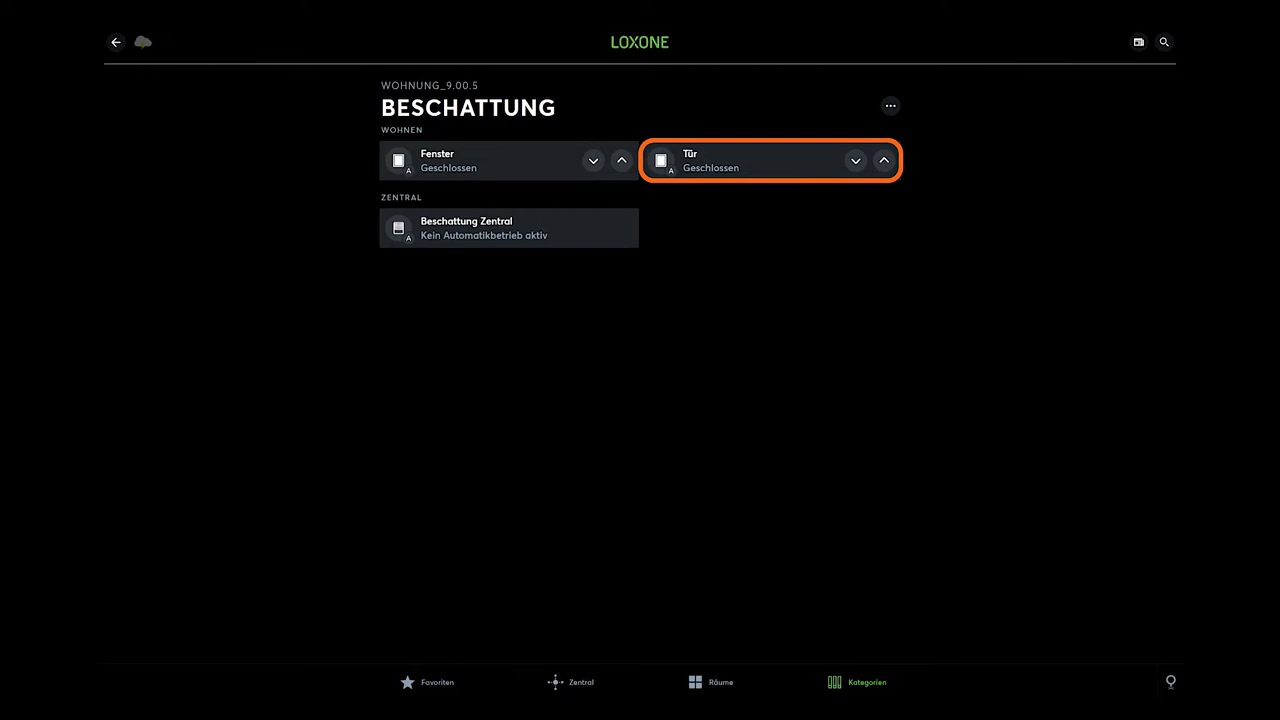 LOXONE
WOHNUNG_9.00.5
BESCHATTUNG
WOHNEN
Fenster
Geschlossen
A
Tür
Geschlossen
A
ZENTRAL
Beschattung Zentral
Kein Automatikbetrieb aktiv
A
Favoriten
Zentral
Räume
Kategorien